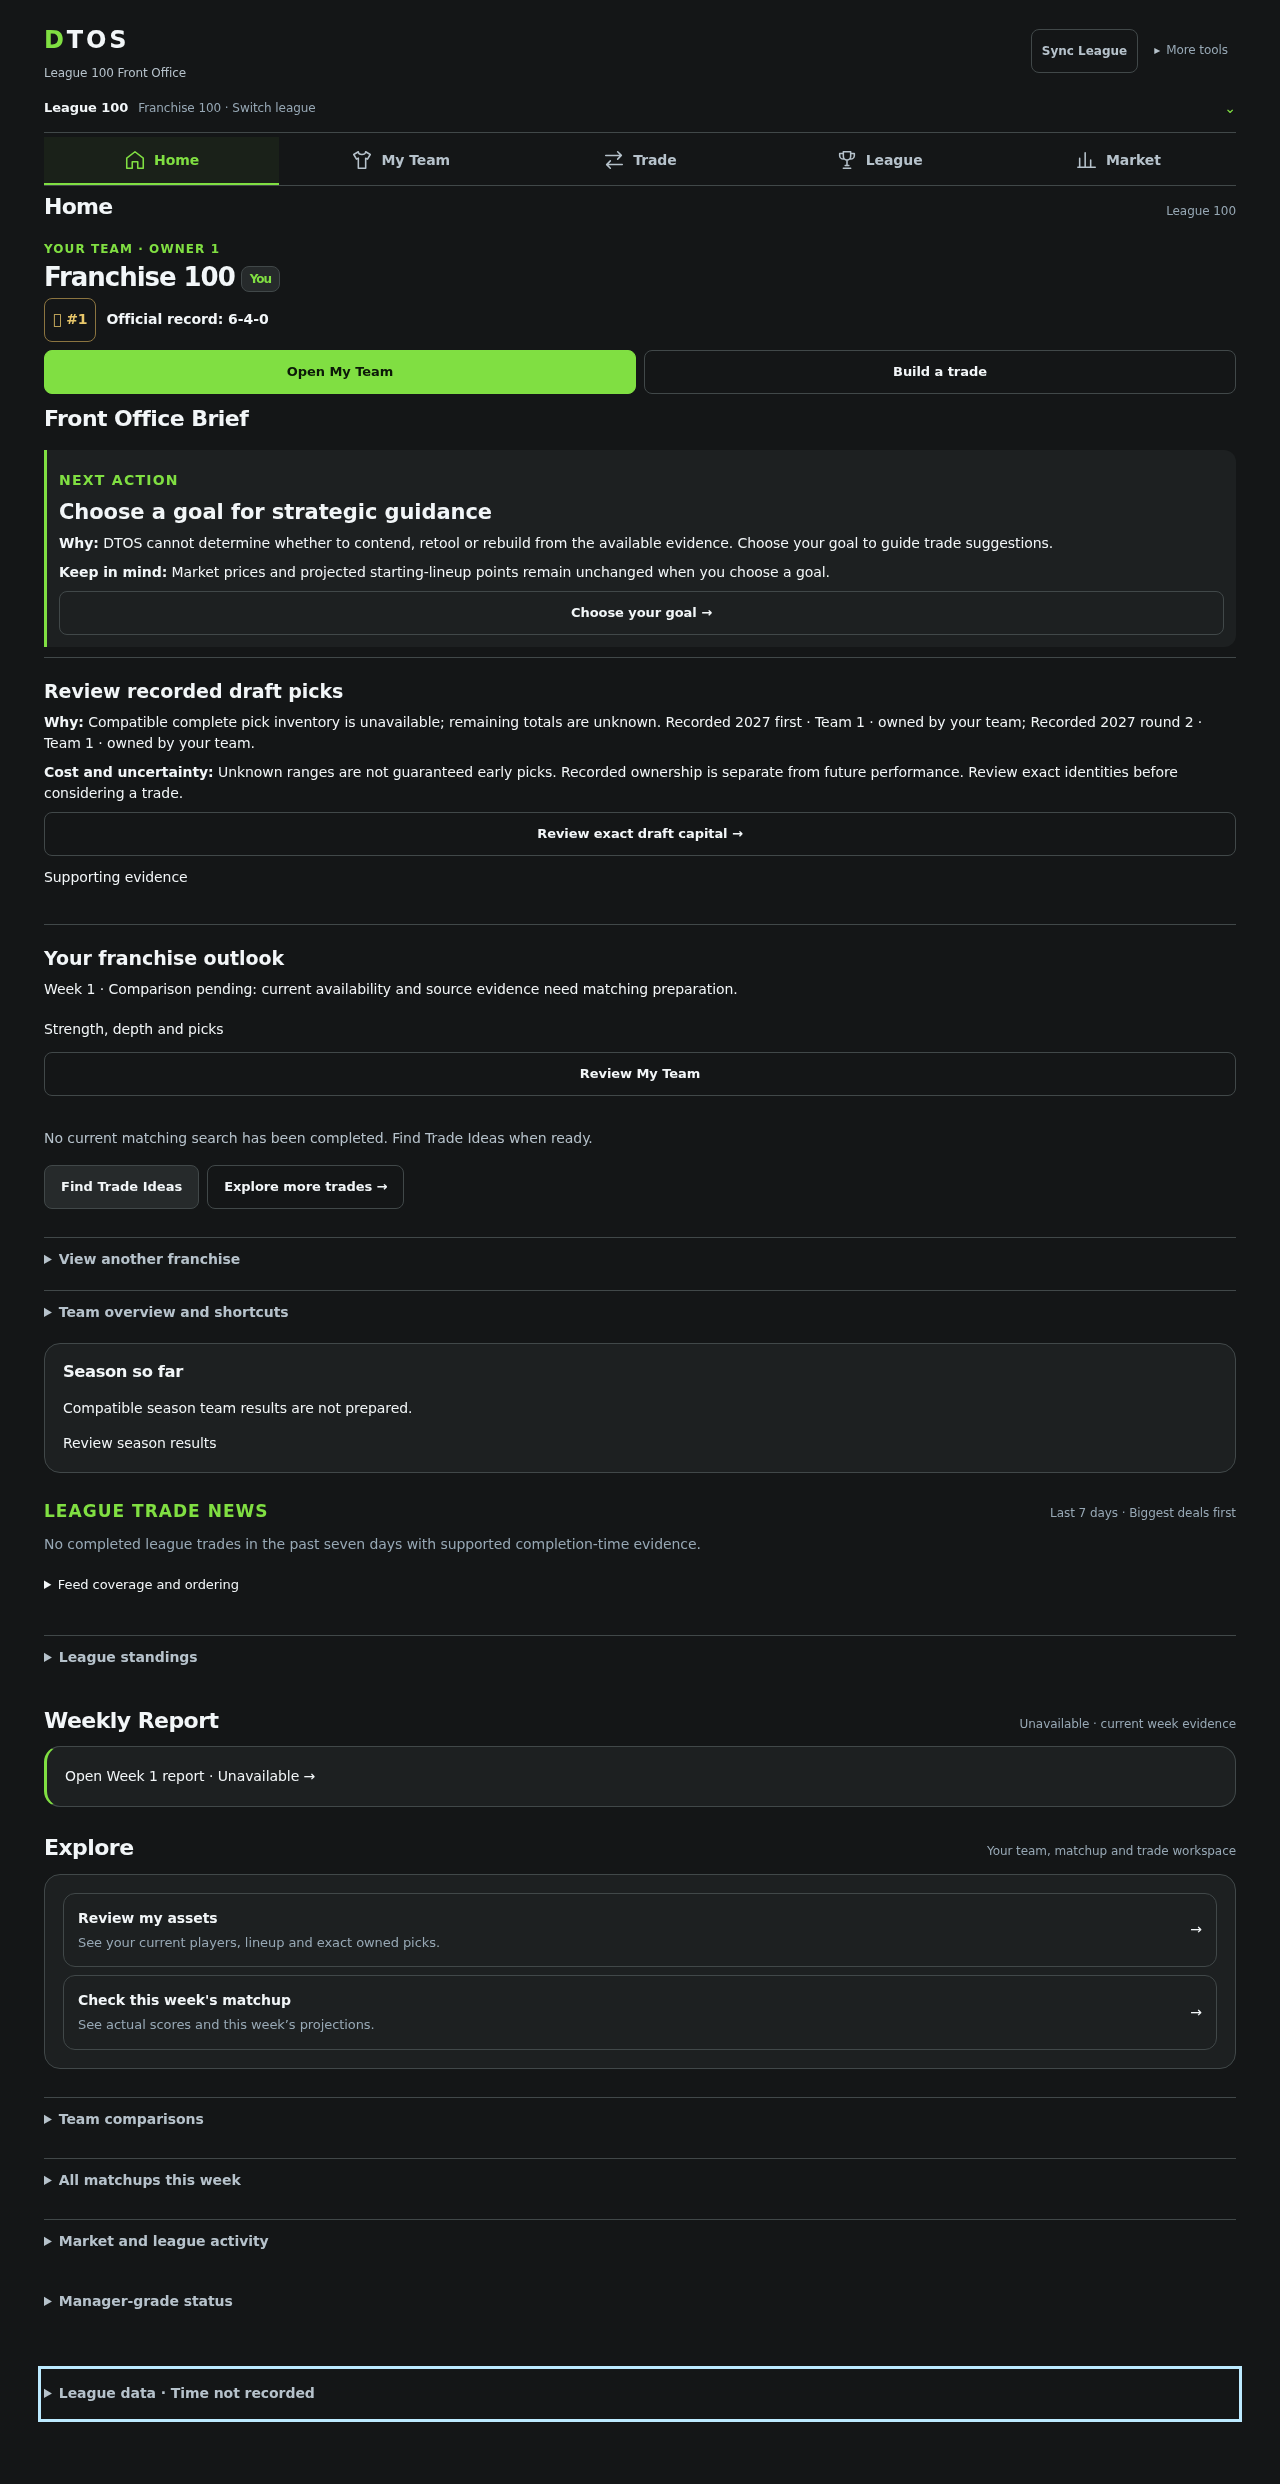 DTOS
League 100 Front Office
Sync League
▸ More tools
League 100 Franchise 100 · Switch league
Home
My Team
Trade
League
Market
Home
League 100
YOUR TEAM · OWNER 1
Franchise 100 You
#1 Official record: 6-4-0
Open My Team
Build a trade
Front Office Brief
NEXT ACTION
Choose a goal for strategic guidance
Why: DTOS cannot determine whether to contend, retool or rebuild from the available evidence. Choose your goal to guide trade suggestions.
Keep in mind: Market prices and projected starting-lineup points remain unchanged when you choose a goal.
Choose your goal →
Review recorded draft picks
Why: Compatible complete pick inventory is unavailable; remaining totals are unknown. Recorded 2027 first · Team 1 · owned by your team; Recorded 2027 round 2 ·
Team 1 · owned by your team.
Cost and uncertainty: Unknown ranges are not guaranteed early picks. Recorded ownership is separate from future performance. Review exact identities before
considering a trade.
Review exact draft capital →
Supporting evidence
Your franchise outlook
Week 1 · Comparison pending: current availability and source evidence need matching preparation.
Strength, depth and picks
Review My Team
No current matching search has been completed. Find Trade Ideas when ready.
Find Trade Ideas
Explore more trades →
▶ View another franchise
▶ Team overview and shortcuts
Season so far
Compatible season team results are not prepared.
Review season results
LEAGUE TRADE NEWS
Last 7 days · Biggest deals first
No completed league trades in the past seven days with supported completion-time evidence.
▶ Feed coverage and ordering
▶ League standings
Weekly Report
Unavailable · current week evidence
Open Week 1 report · Unavailable →
Explore
Your team, matchup and trade workspace
Review my assets
See your current players, lineup and exact owned picks.
→
Check this week's matchup
See actual scores and this week’s projections.
→
▶ Team comparisons
▶ All matchups this week
▶ Market and league activity
▶ Manager-grade status
▶ League data · Time not recorded